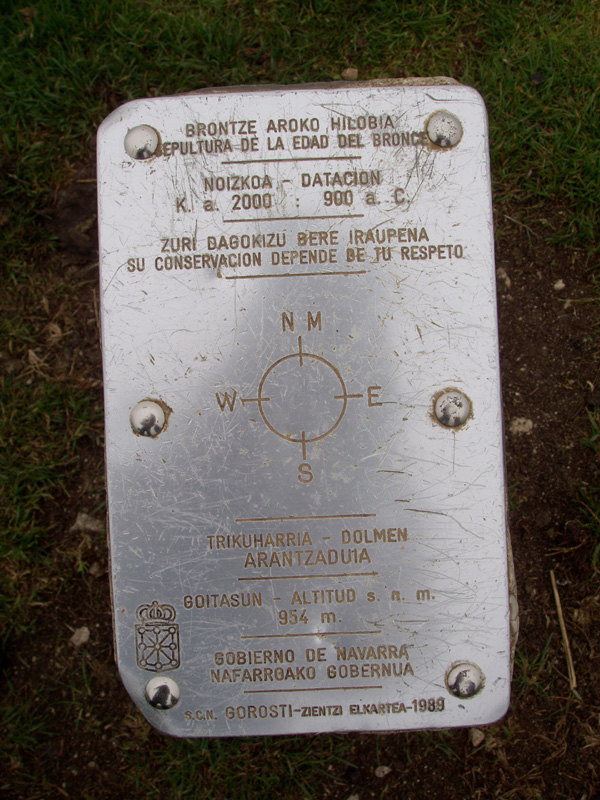 BRONTZE AROKO HILOBIA
SEPULTURA DE LA EDAD DEL BRONCE
NOIZKOA - DATACION
K. a. 2000 : 900 a. C.
ZURI DAGOKIZU BERE IRAUPENA
SU CONSERVACION DEPENDE DE TU RESPETO
NM
W E
S
TRIKUHARRIA - DOLMEN
ARANTZADUIA
GOITASUN - ALTITUD s. n. m.
954 m.
GOBIERNO DE NAVARRA
NAFARROAKO GOBERNUA
S.C.N. GOROSTI-ZIENTZI ELKARTEA-1989